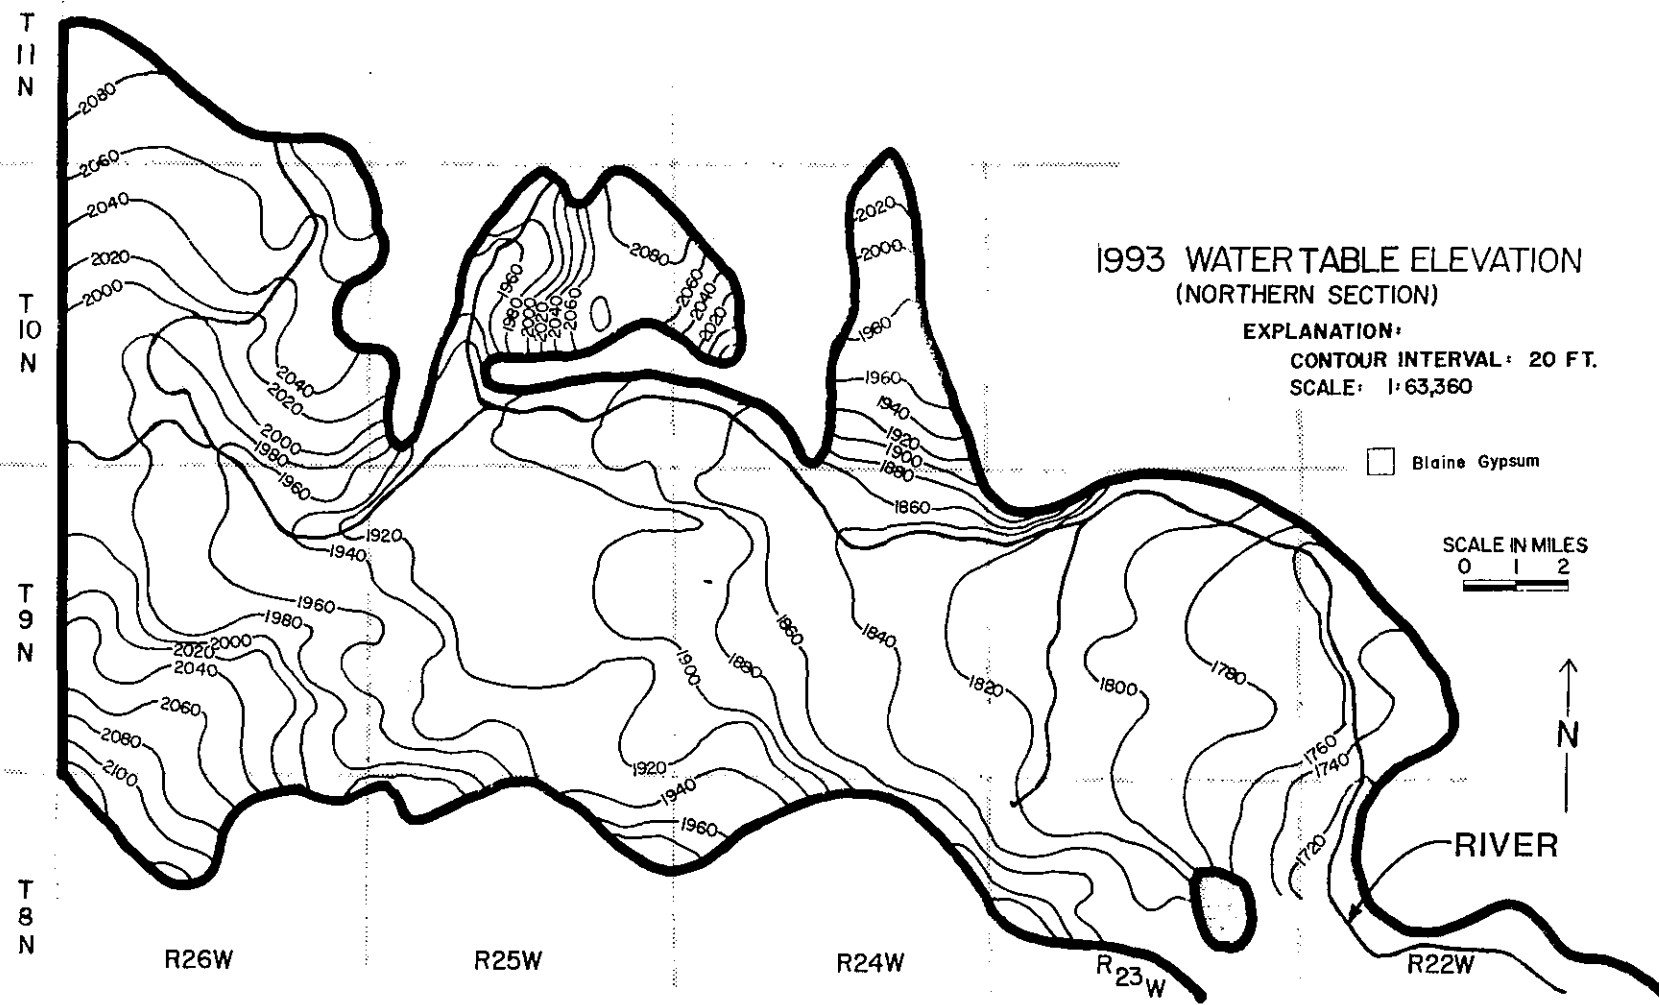 T
11
N
T
10
N
T
9
N
T
8
N
1993 WATER TABLE ELEVATION
(NORTHERN SECTION)
EXPLANATION:
CONTOUR INTERVAL: 20 FT.
SCALE: 1:63,360
Blaine Gypsum
SCALE IN MILES
0 1 2
N
RIVER
2080
2060
2040
2020
2000
2040
2020
2000
1980
1960
1960
1980
2000
2020
2040
2060
2080
2060
2040
2020
2020
2000
1980
1960
1940
1920
1900
1880
1860
1920
1940
1960
1980
2000
2020
2040
2060
2080
2100
1900
1880
1860
1840
1820
1800
1780
1760
1740
1720
1920
1940
1960
R26W
R25W
R24W
R23W
R22W